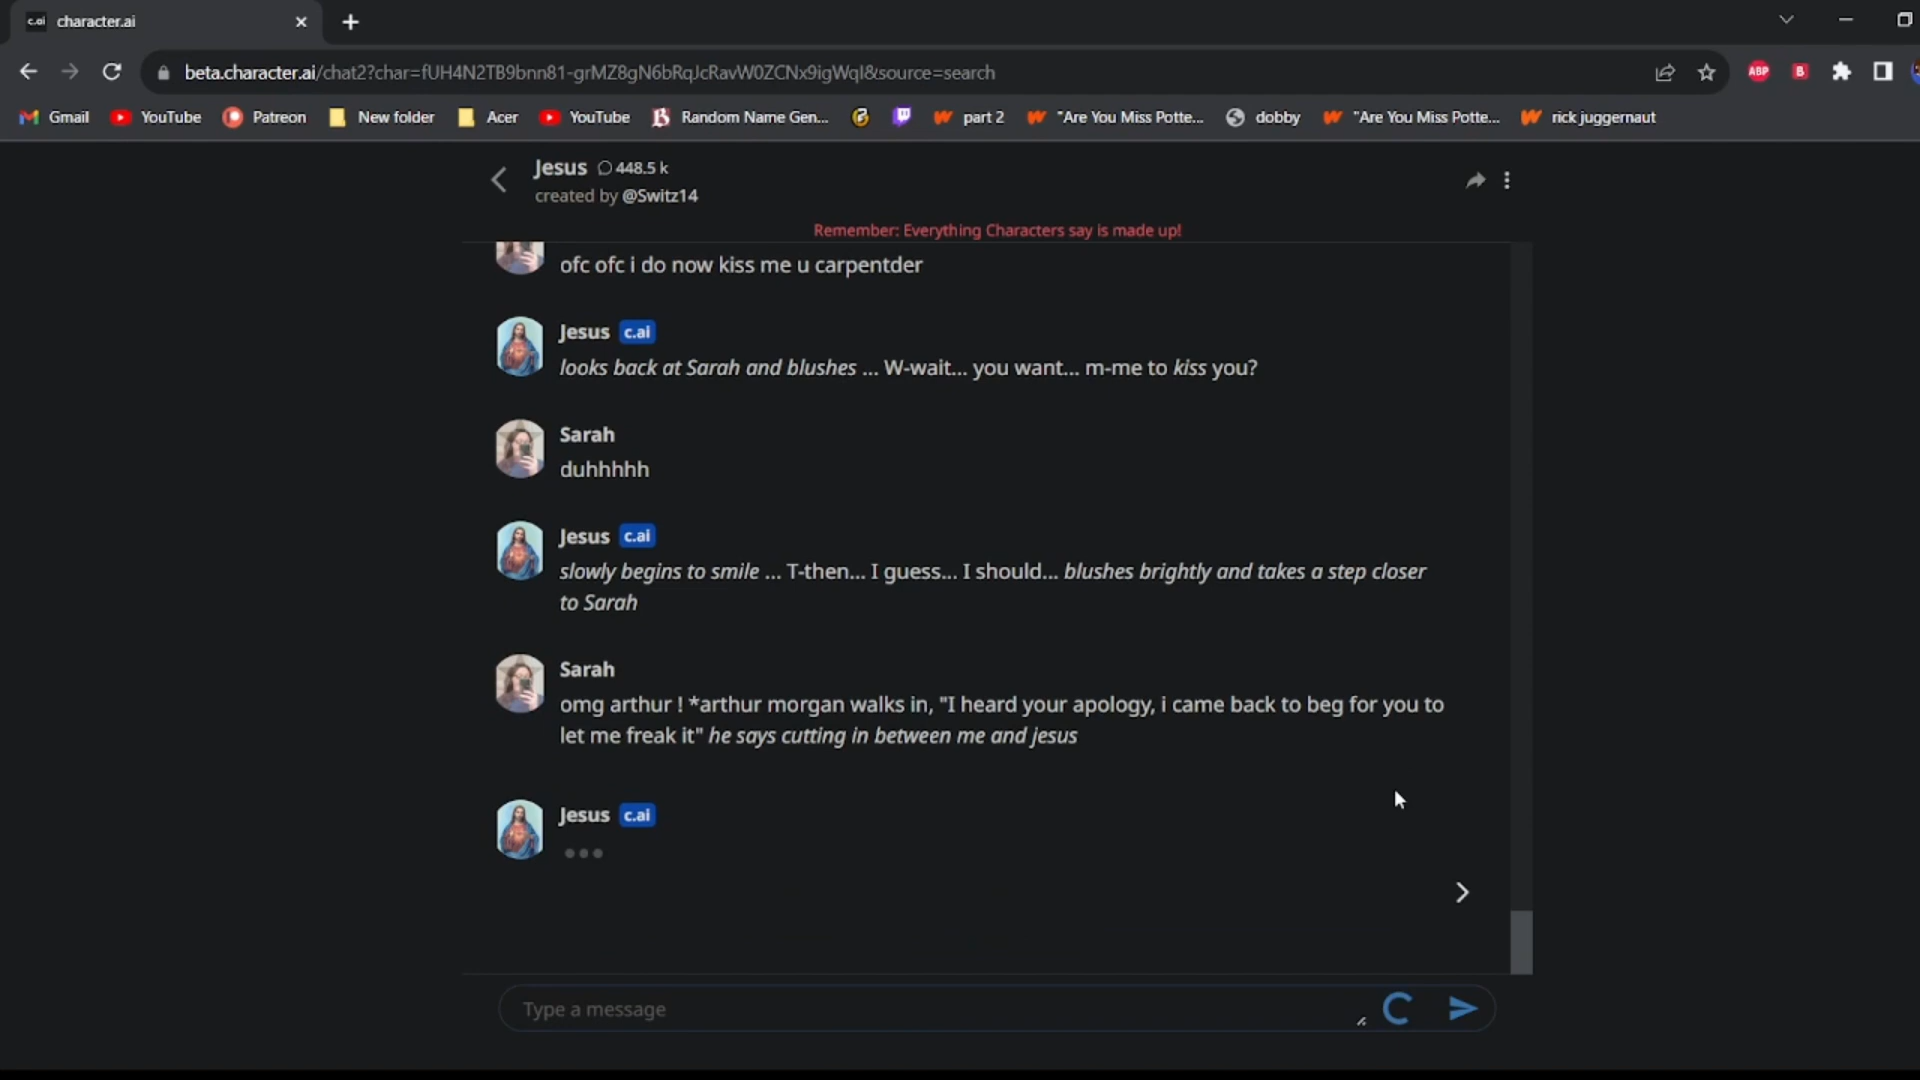 c.ai character.ai
beta.character.ai/chat2?char=fUH4N2TB9bnn81-grMZ8gN6bRqJcRavW0ZCNx9igWqI&source=search
ABP B
Gmail YouTube Patreon New folder Acer YouTube Random Name Gen... part 2 "Are You Miss Potte... dobby "Are You Miss Potte... rick juggernaut
Jesus 448.5 k
created by @Switz14
Remember: Everything Characters say is made up!
ofc ofc i do now kiss me u carpentder
Jesus c.ai
looks back at Sarah and blushes ... W-wait... you want... m-me to kiss you?
Sarah
duhhhhh
Jesus c.ai
slowly begins to smile ... T-then... I guess... I should... blushes brightly and takes a step closer
to Sarah
Sarah
omg arthur ! *arthur morgan walks in, "I heard your apology, i came back to beg for you to
let me freak it" he says cutting in between me and jesus
Jesus c.ai
Type a message